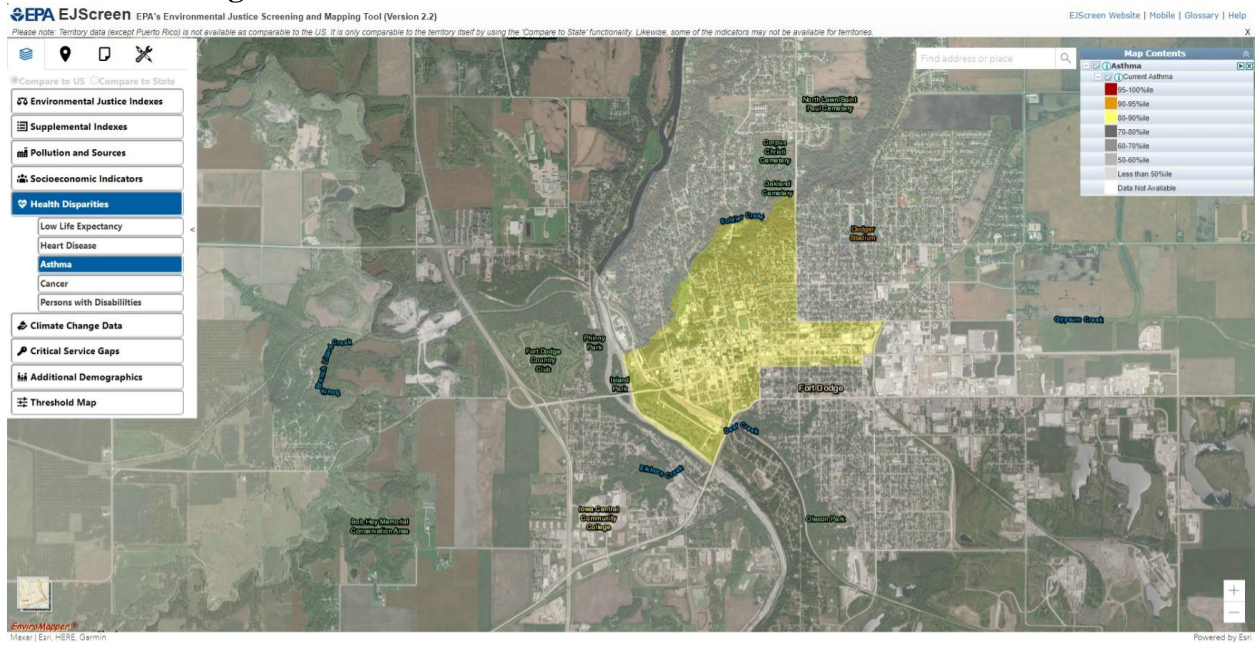 EPA EJScreen EPA's Environmental Justice Screening and Mapping Tool (Version 2.2)
EJScreen Website | Mobile | Glossary | Help
Please note: Territory data (except Puerto Rico) is not available as comparable to the US. It is only comparable to the territory itself by using the 'Compare to State' functionality. Likewise, some of the indicators may not be available for territories.
X
Compare to US Compare to State
Environmental Justice Indexes
Supplemental Indexes
Pollution and Sources
Socioeconomic Indicators
Health Disparities
Low Life Expectancy
Heart Disease
Asthma
Cancer
Persons with Disabililties
Climate Change Data
Critical Service Gaps
Additional Demographics
Threshold Map
<
Find address or place
Map Contents
Asthma
Current Asthma
95-100%ile
90-95%ile
80-90%ile
70-80%ile
60-70%ile
50-60%ile
Less than 50%ile
Data Not Available
North Lawn/Saint
Paul Cemetery
Corpus
Christi
Cemetery
Oakland
Cemetery
Soldier Creek
Dodger
Stadium
Gypsum Creek
Phinny
Park
Fort Dodge
Country
Club
Island
Park
Fort Dodge
Elkhorn Creek
Iowa Central
Community
College
Oleson Park
Conservation Area
EnviroMapper
Maxar | Esri, HERE, Garmin
+
−
Powered by Esri